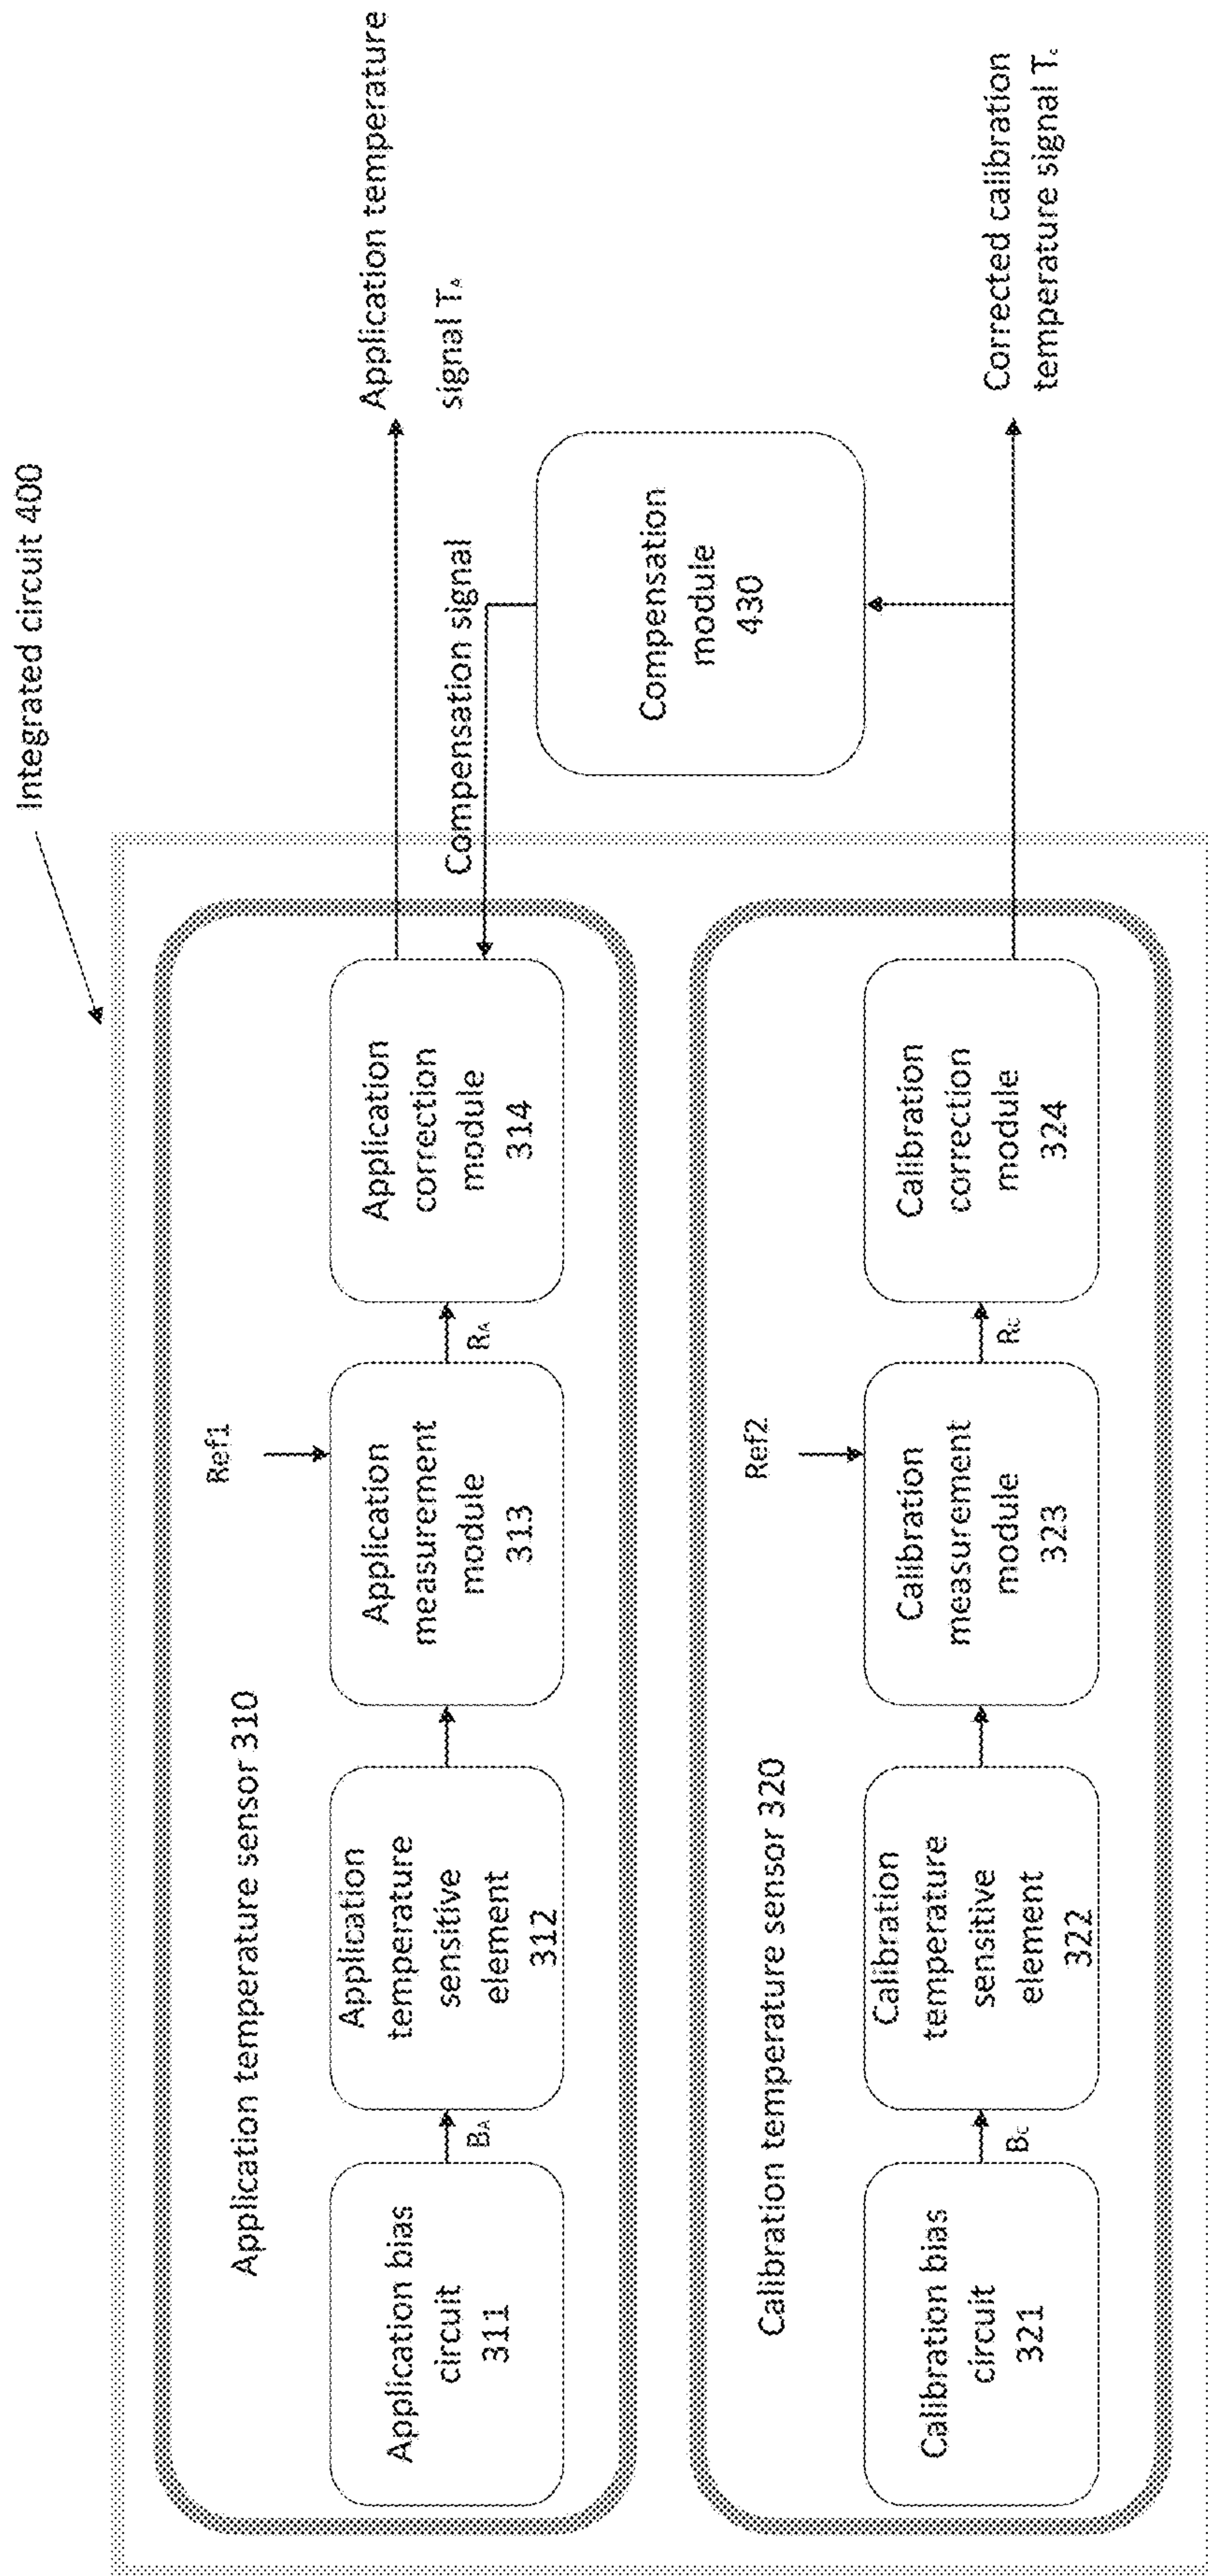 Integrated circuit 400
Application temperature sensor 310
Ref1
Application bias
circuit
311
BA
Application
temperature
sensitive
element
312
Application
measurement
module
313
RA
Application
correction
module
314
Application temperature
signal TA
Compensation signal
Compensation
module
430
Calibration temperature sensor 320
Ref2
Calibration bias
circuit
321
BC
Calibration
temperature
sensitive
element
322
Calibration
measurement
module
323
RC
Calibration
correction
module
324
Corrected calibration
temperature signal Tc